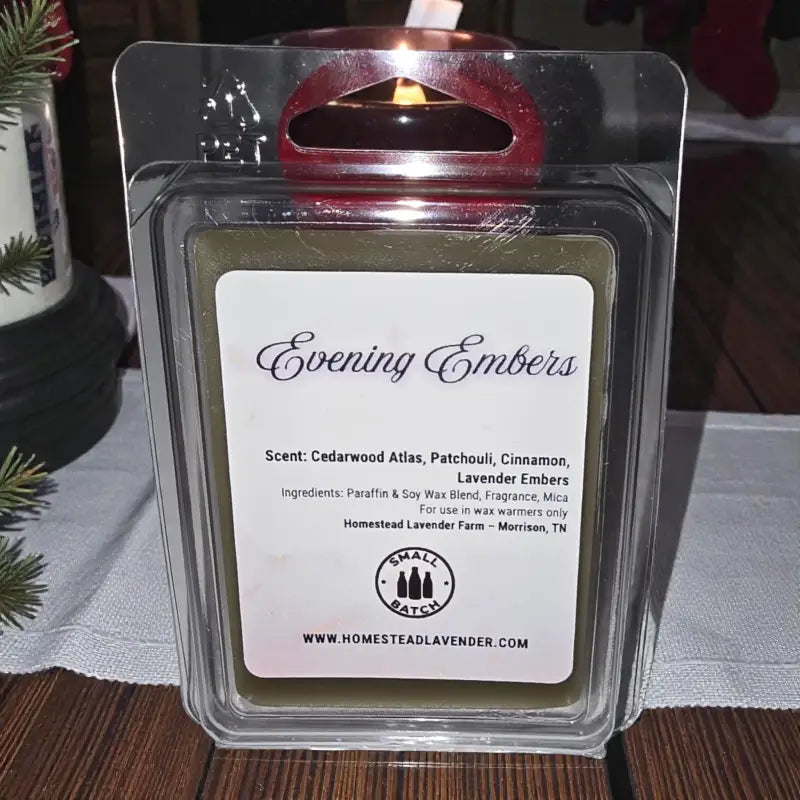 PET
Evening Embers
Scent: Cedarwood Atlas, Patchouli, Cinnamon,
Lavender Embers
Ingredients: Paraffin & Soy Wax Blend, Fragrance, Mica
For use in wax warmers only
Homestead Lavender Farm – Morrison, TN
SMALL
BATCH
WWW.HOMESTEADLAVENDER.COM